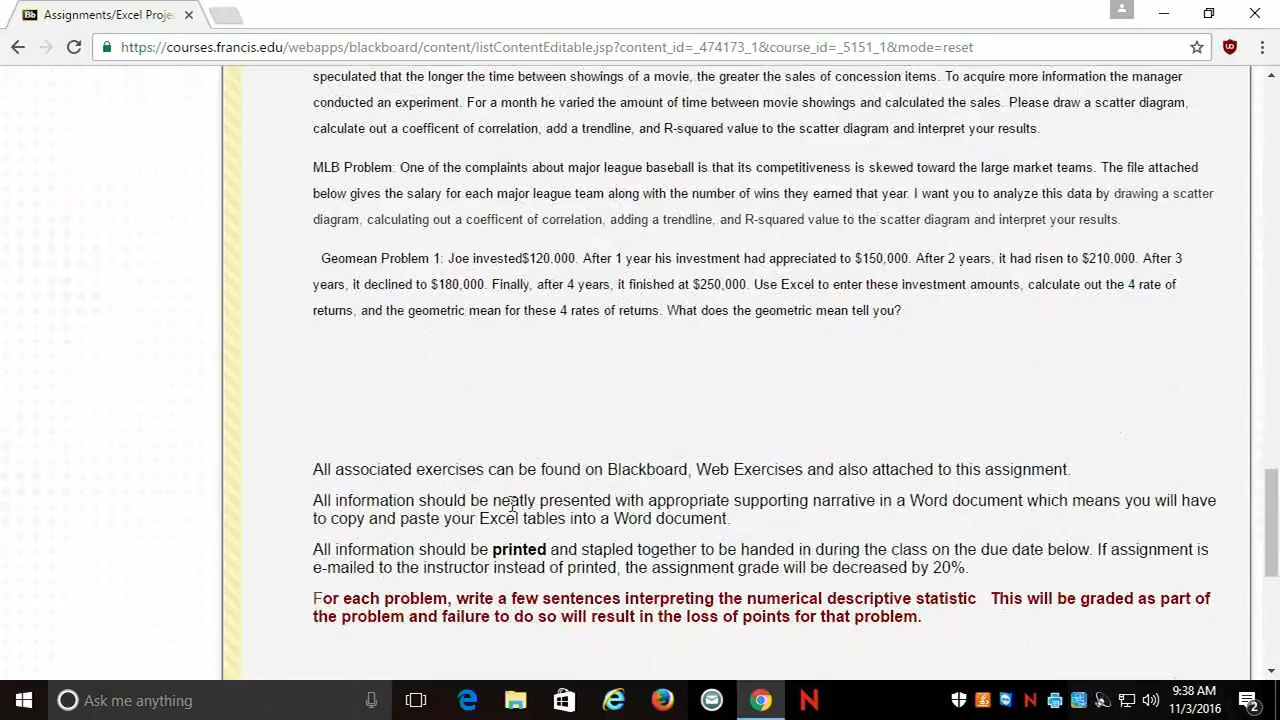 Bb Assignments/Excel Proje
https://courses.francis.edu/webapps/blackboard/content/listContentEditable.jsp?content_id=_474173_1&course_id=_5151_1&mode=reset
speculated that the longer the time between showings of a movie, the greater the sales of concession items. To acquire more information the manager
conducted an experiment. For a month he varied the amount of time between movie showings and calculated the sales. Please draw a scatter diagram,
calculate out a coefficent of correlation, add a trendline, and R-squared value to the scatter diagram and interpret your results.
MLB Problem: One of the complaints about major league baseball is that its competitiveness is skewed toward the large market teams. The file attached
below gives the salary for each major league team along with the number of wins they earned that year. I want you to analyze this data by drawing a scatter
diagram, calculating out a coefficent of correlation, adding a trendline, and R-squared value to the scatter diagram and interpret your results.
Geomean Problem 1: Joe invested$120,000. After 1 year his investment had appreciated to $150,000. After 2 years, it had risen to $210,000. After 3
years, it declined to $180,000. Finally, after 4 years, it finished at $250,000. Use Excel to enter these investment amounts, calculate out the 4 rate of
returns, and the geometric mean for these 4 rates of returns. What does the geometric mean tell you?
All associated exercises can be found on Blackboard, Web Exercises and also attached to this assignment.
All information should be neatly presented with appropriate supporting narrative in a Word document which means you will have
to copy and paste your Excel tables into a Word document.
All information should be printed and stapled together to be handed in during the class on the due date below. If assignment is
e-mailed to the instructor instead of printed, the assignment grade will be decreased by 20%.
For each problem, write a few sentences interpreting the numerical descriptive statistic   This will be graded as part of
the problem and failure to do so will result in the loss of points for that problem.
Ask me anything
9:38 AM
11/3/2016
2